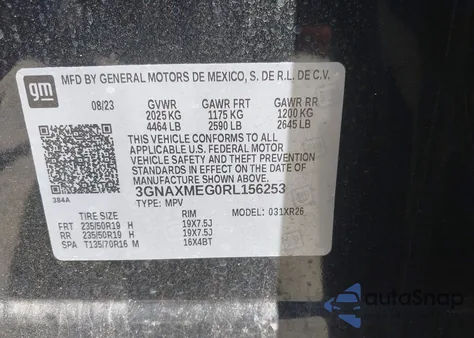 gm
MFD BY GENERAL MOTORS DE MEXICO, S. DE R.L. DE C.V.
08/23 GVWR GAWR FRT GAWR RR
2025 KG 1175 KG 1200 KG
4464 LB 2590 LB 2645 LB
THIS VEHICLE CONFORMS TO ALL
APPLICABLE U.S. FEDERAL MOTOR
VEHICLE SAFETY AND THEFT PREVENTION
STANDARDS IN EFFECT ON THE DATE OF
MANUFACTURE SHOWN ABOVE.
384A
3GNAXMEG0RL156253
TYPE: MPV MODEL: 031XR26
TIRE SIZE RIM
FRT 235/50R19 H 19X7.5J
RR 235/50R19 H 19X7.5J
SPA T135/70R16 M 16X4BT
AutoSnap